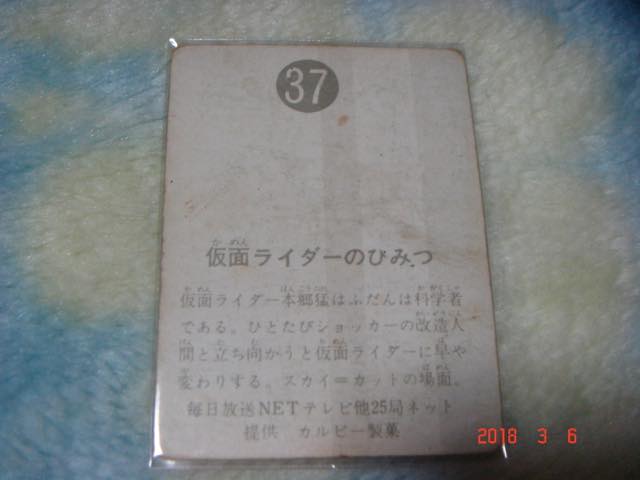 37
仮面ライダーのひみつ
仮面ライダー本郷猛はふだんは科学者
である。ひとたびショッカーの改造人
間と立ち向かうと仮面ライダーに早や
変わりする。スカイ＝カットの場面。
毎日放送NETテレビ他25局ネット
提供　カルビー製菓
2018 3 6